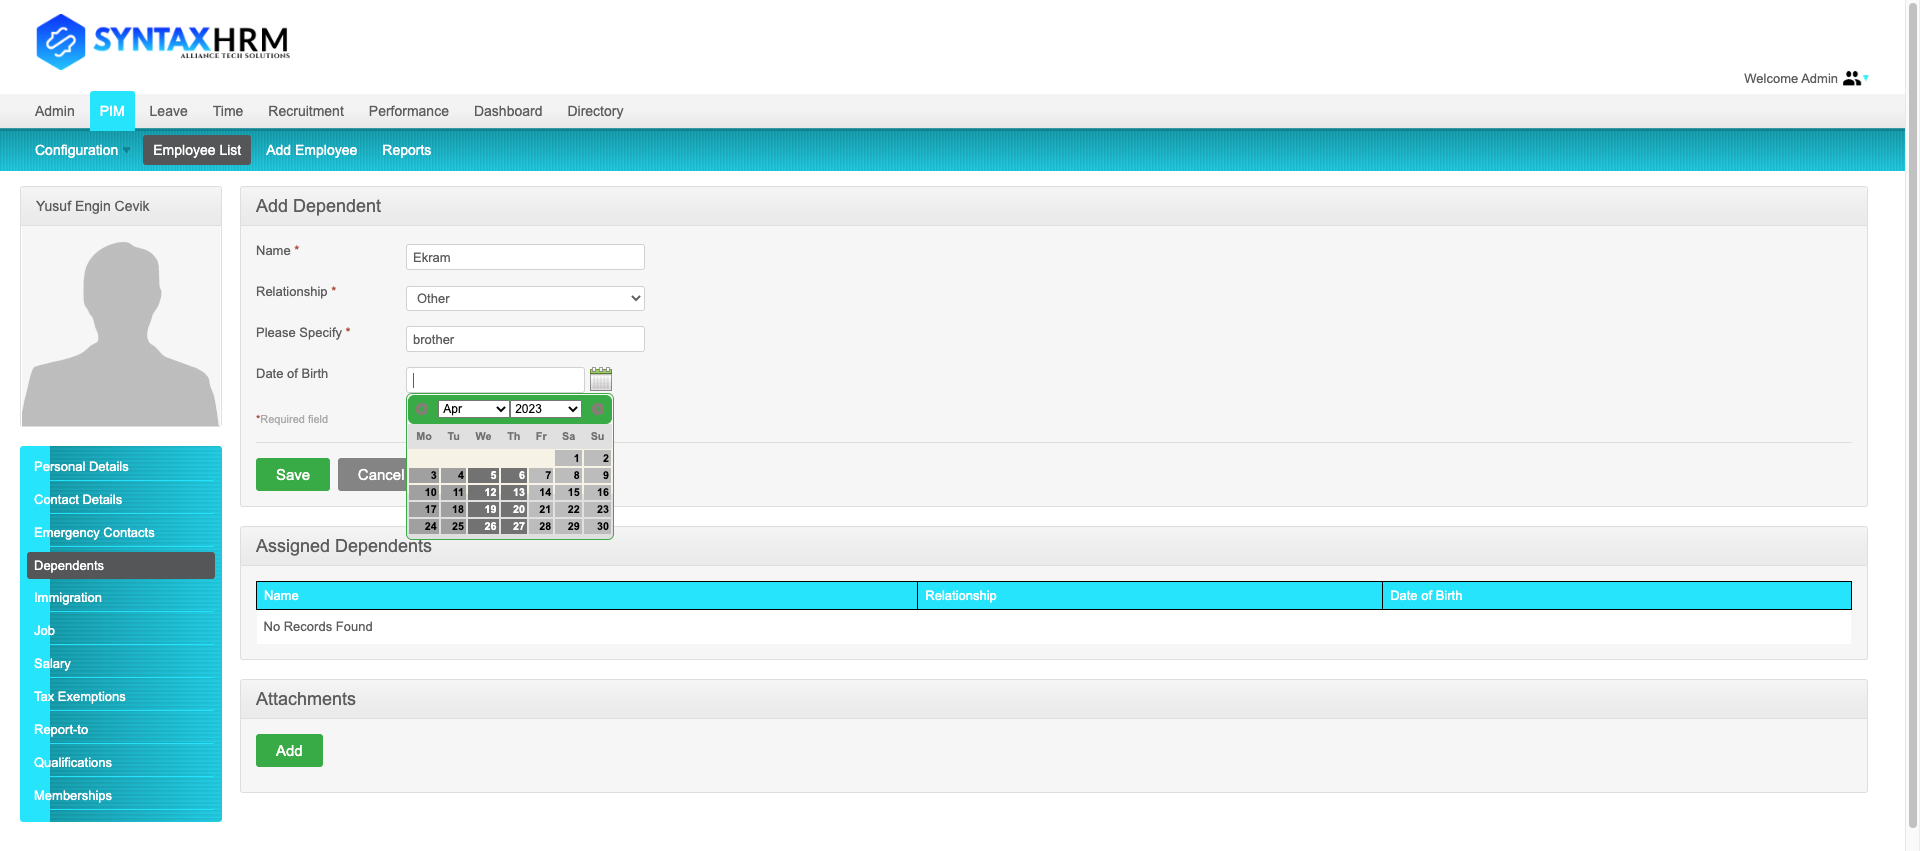 SYNTAXHRM
ALLIANCE TECH SOLUTIONS
Welcome Admin
Admin PIM Leave Time Recruitment Performance Dashboard Directory
Configuration Employee List Add Employee Reports
Yusuf Engin Cevik
Personal Details
Contact Details
Emergency Contacts
Dependents
Immigration
Job
Salary
Tax Exemptions
Report-to
Qualifications
Memberships
Add Dependent
Name * Ekram
Relationship * Other
Please Specify * brother
Date of Birth
Apr 2023
Mo Tu We Th Fr Sa Su
1 2
3 4 5 6 7 8 9
10 11 12 13 14 15 16
17 18 19 20 21 22 23
24 25 26 27 28 29 30
*Required field
Save Cancel
Assigned Dependents
Name Relationship Date of Birth
No Records Found
Attachments
Add